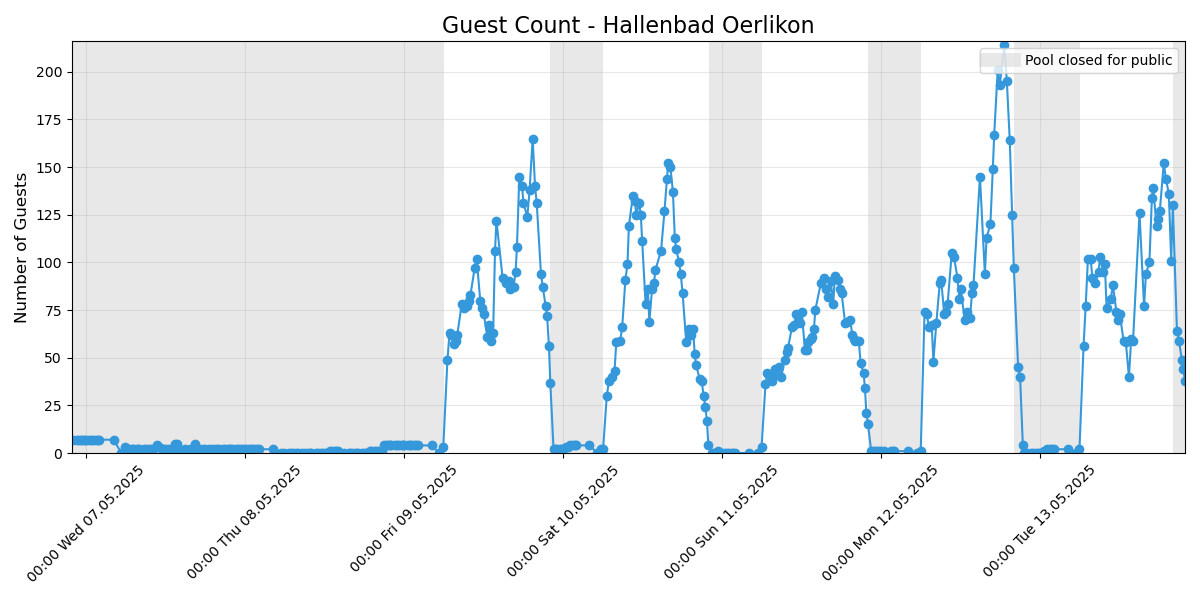 Guest Count - Hallenbad Oerlikon
Pool closed for public
Number of Guests
200
175
150
125
100
75
50
25
0
00:00 Wed 07.05.2025
00:00 Thu 08.05.2025
00:00 Fri 09.05.2025
00:00 Sat 10.05.2025
00:00 Sun 11.05.2025
00:00 Mon 12.05.2025
00:00 Tue 13.05.2025